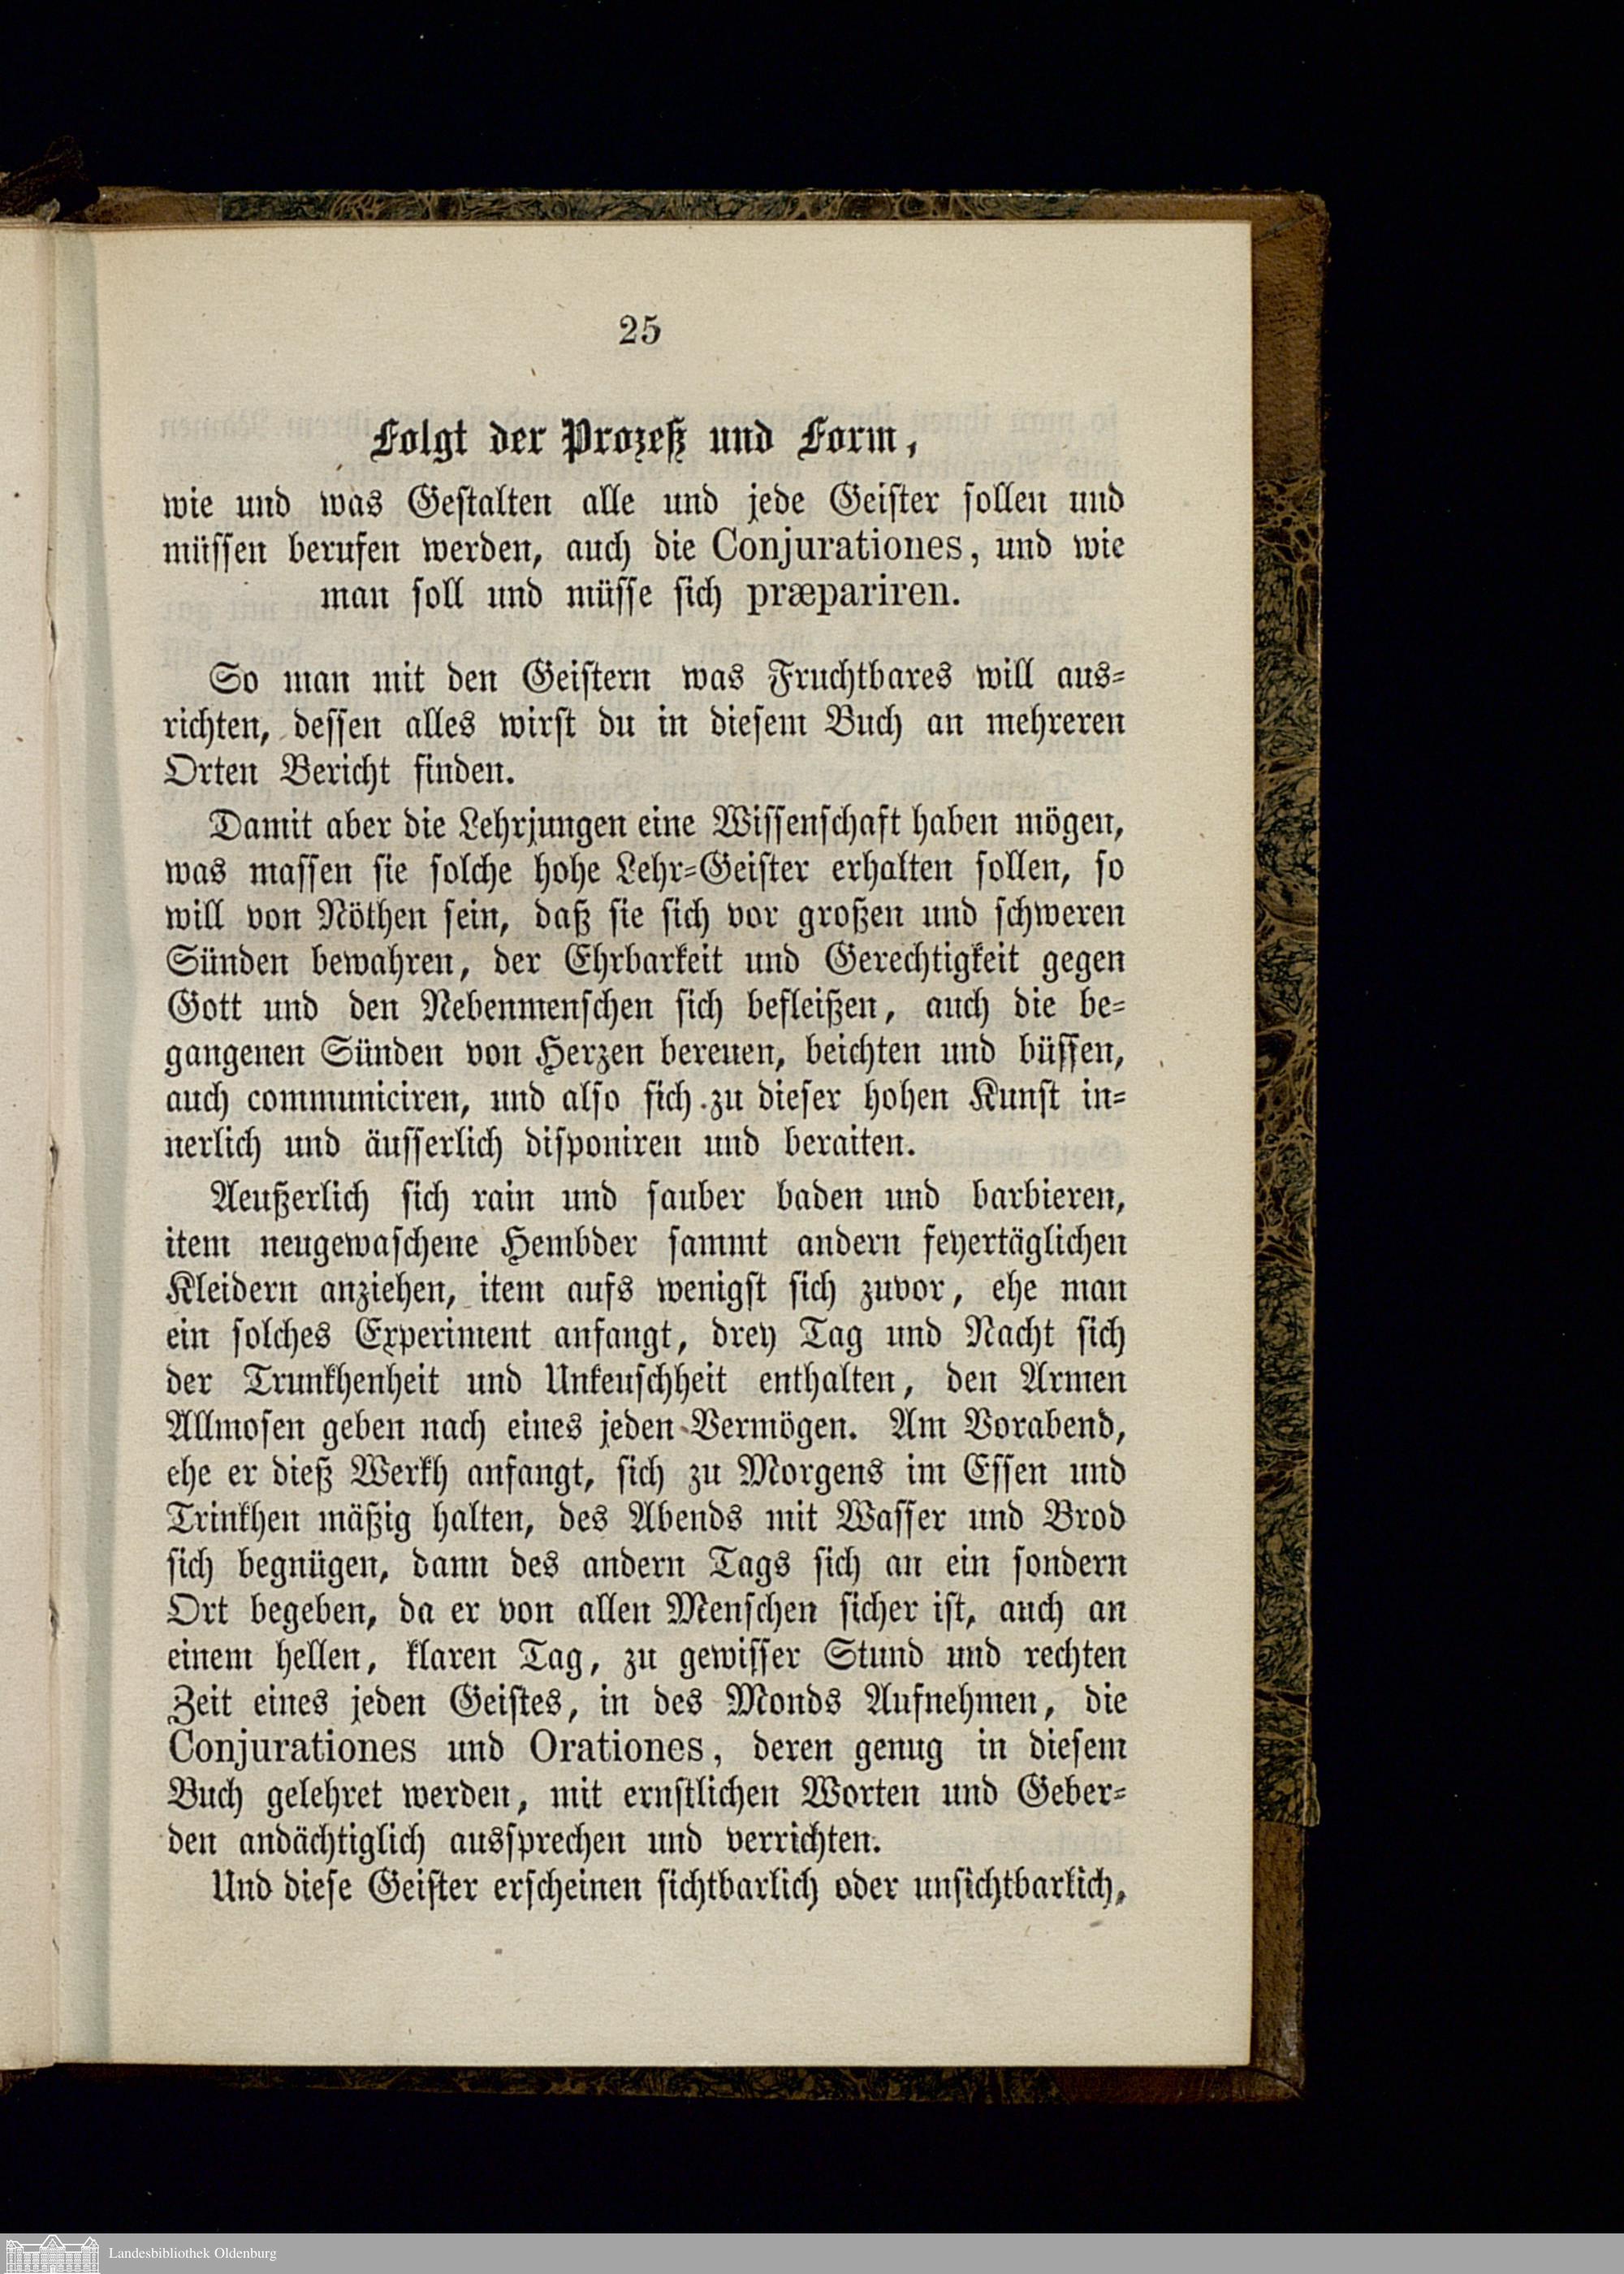 25
Folgt der Prozeß und Form,
wie und was Gestalten alle und jede Geister sollen und
müssen berufen werden, auch die Conjurationes, und wie
man soll und müsse sich præpariren.
So man mit den Geistern was Fruchtbares will aus-
richten, dessen alles wirst du in diesem Buch an mehreren
Orten Bericht finden.
Damit aber die Lehrjungen eine Wissenschaft haben mögen,
was massen sie solche hohe Lehr-Geister erhalten sollen, so
will von Nöthen sein, daß sie sich vor großen und schweren
Sünden bewahren, der Ehrbarkeit und Gerechtigkeit gegen
Gott und den Nebenmenschen sich befleißen, auch die be-
gangenen Sünden von Herzen bereuen, beichten und büssen,
auch communiciren, und also sich zu dieser hohen Kunst in-
nerlich und äusserlich disponiren und beraiten.
Aeußerlich sich rain und sauber baden und barbieren,
item neugewaschene Hembder sammt andern feyertäglichen
Kleidern anziehen, item aufs wenigst sich zuvor, ehe man
ein solches Experiment anfangt, drey Tag und Nacht sich
der Trunkhenheit und Unkeuschheit enthalten, den Armen
Allmosen geben nach eines jeden Vermögen. Am Vorabend,
ehe er dieß Werkh anfangt, sich zu Morgens im Essen und
Trinkhen mäßig halten, des Abends mit Wasser und Brod
sich begnügen, dann des andern Tags sich an ein sondern
Ort begeben, da er von allen Menschen sicher ist, auch an
einem hellen, klaren Tag, zu gewisser Stund und rechten
Zeit eines jeden Geistes, in des Monds Aufnehmen, die
Conjurationes und Orationes, deren genug in diesem
Buch gelehret werden, mit ernstlichen Worten und Geber-
den andächtiglich aussprechen und verrichten.
Und diese Geister erscheinen sichtbarlich oder unsichtbarlich,
Landesbibliothek Oldenburg